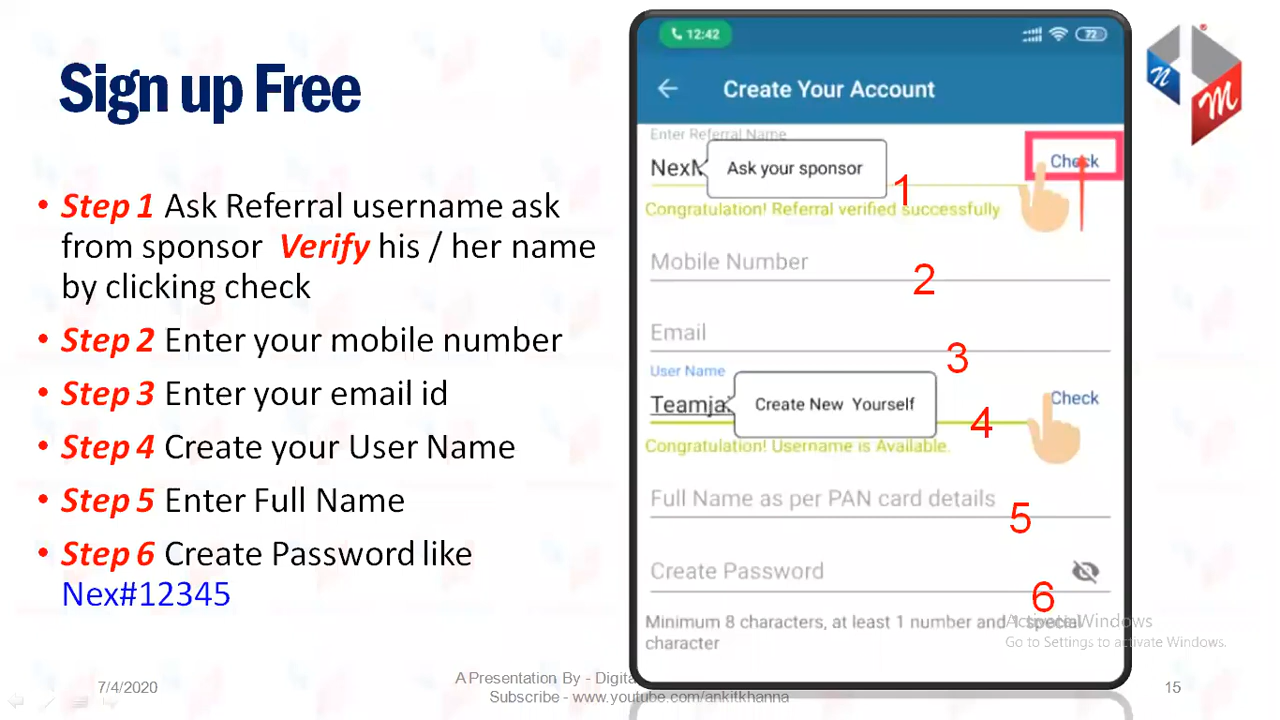 Sign up Free
• Step 1 Ask Referral username ask
from sponsor Verify his / her name
by clicking check
• Step 2 Enter your mobile number
• Step 3 Enter your email id
• Step 4 Create your User Name
• Step 5 Enter Full Name
• Step 6 Create Password like
Nex#12345
12:42
72
Create Your Account
Enter Referral Name
Ask your sponsor
Check
1
Congratulation! Referral verified successfully
Mobile Number
2
Email
3
User Name
Teamja
Create New Yourself
Check
4
Congratulation! Username is Available.
Full Name as per PAN card details
5
Create Password
6
Minimum 8 characters, at least 1 number and 1 special
character
Activate Windows
Go to Settings to activate Windows.
n
m
7/4/2020
A Presentation By - Digita
Subscribe - www.youtube.com/ankitkhanna
15